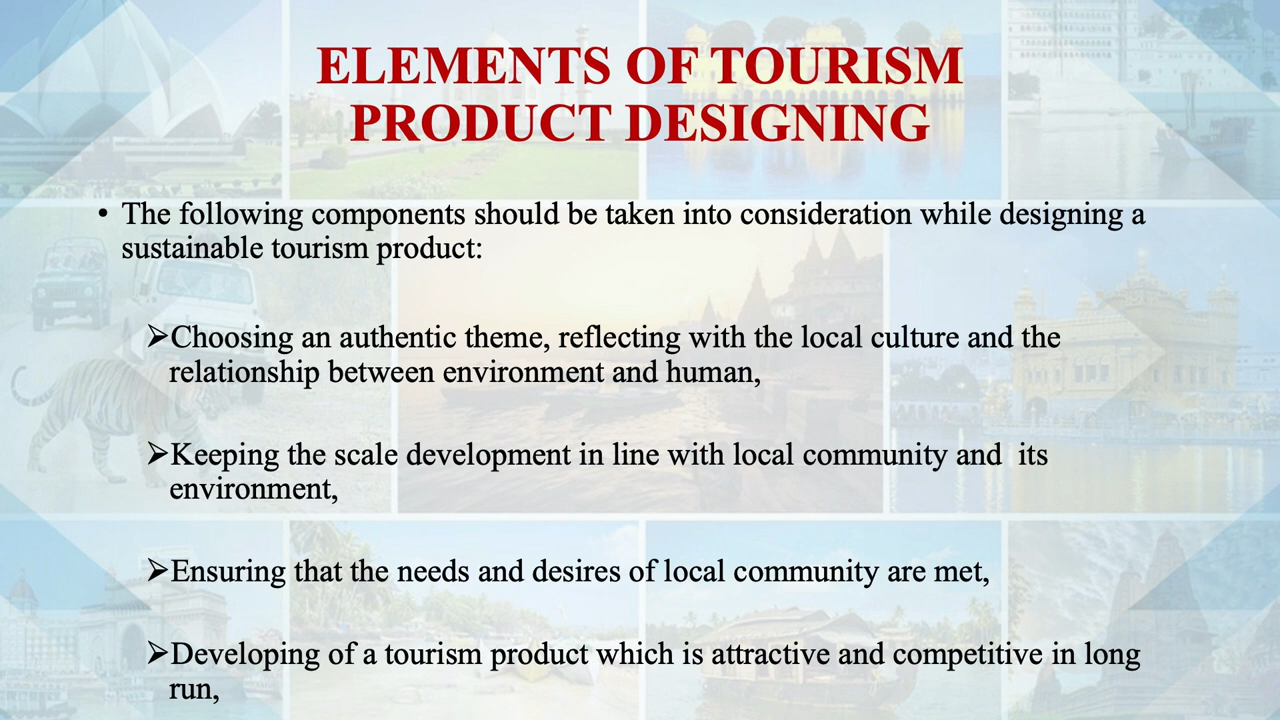 ELEMENTS OF TOURISM
PRODUCT DESIGNING
• The following components should be taken into consideration while designing a
sustainable tourism product:
➢Choosing an authentic theme, reflecting with the local culture and the
relationship between environment and human,
➢Keeping the scale development in line with local community and  its
environment,
➢Ensuring that the needs and desires of local community are met,
➢Developing of a tourism product which is attractive and competitive in long
run,